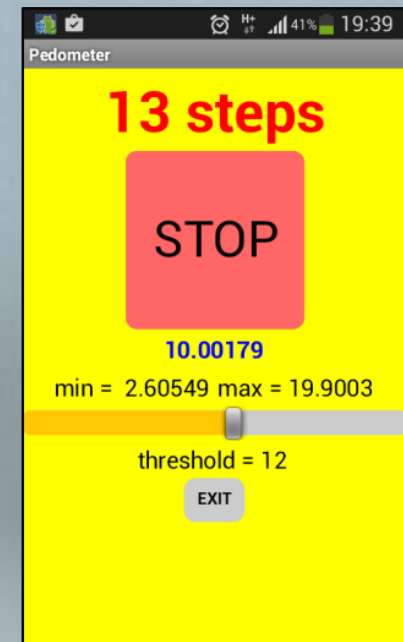 H+ 41% 19:39
Pedometer
13 steps
STOP
10.00179
min = 2.60549 max = 19.9003
threshold = 12
EXIT